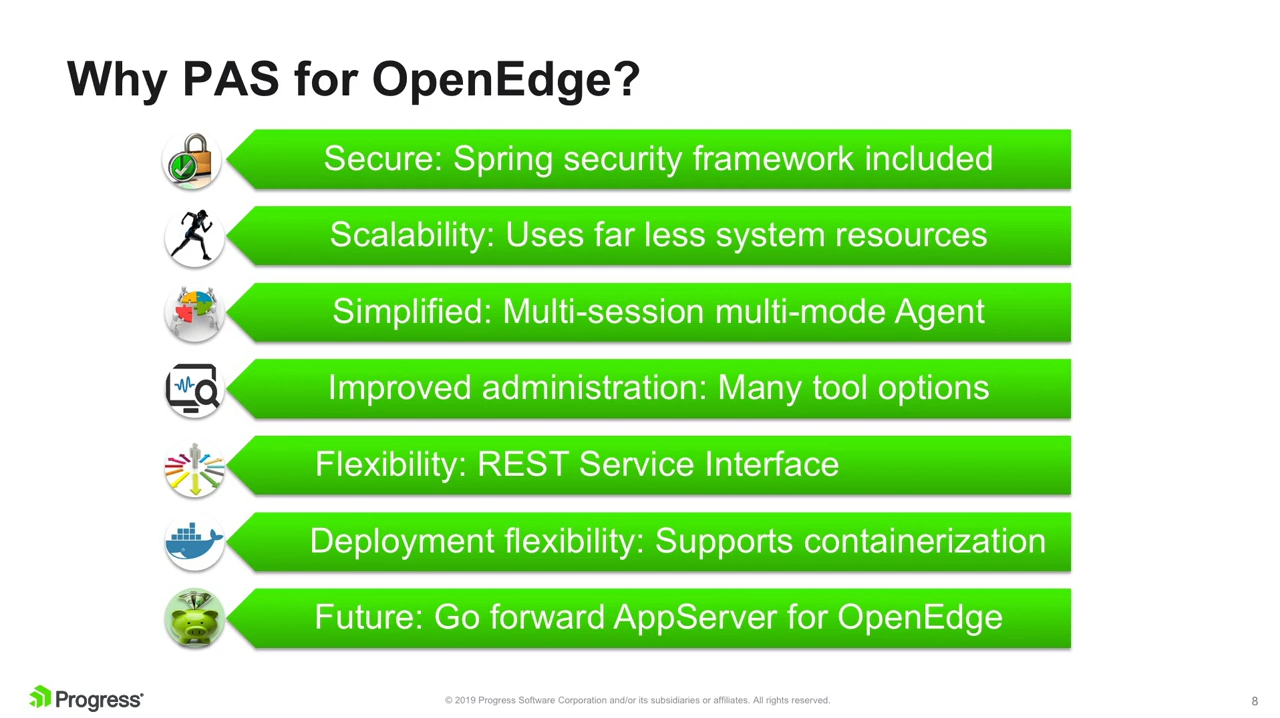 Why PAS for OpenEdge?
Secure: Spring security framework included
Scalability: Uses far less system resources
Simplified: Multi-session multi-mode Agent
Improved administration: Many tool options
Flexibility: REST Service Interface
Deployment flexibility: Supports containerization
Future: Go forward AppServer for OpenEdge
Progress
© 2019 Progress Software Corporation and/or its subsidiaries or affiliates. All rights reserved.
8